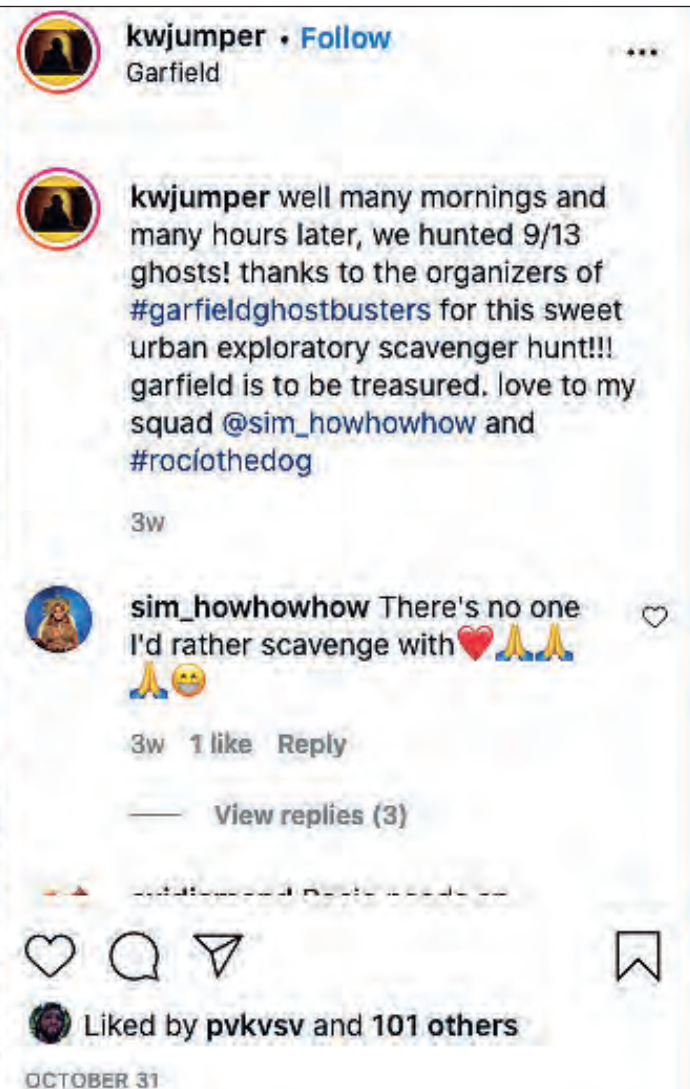 kwjumper • Follow
Garfield
kwjumper well many mornings and
many hours later, we hunted 9/13
ghosts! thanks to the organizers of
#garfieldghostbusters for this sweet
urban exploratory scavenger hunt!!!
garfield is to be treasured. love to my
squad @sim_howhowhow and
#rocíothedog
3w
sim_howhowhow There's no one
I'd rather scavenge with❤️🙏🙏
🙏😁
3w 1 like Reply
View replies (3)
Liked by pvkvsv and 101 others
OCTOBER 31